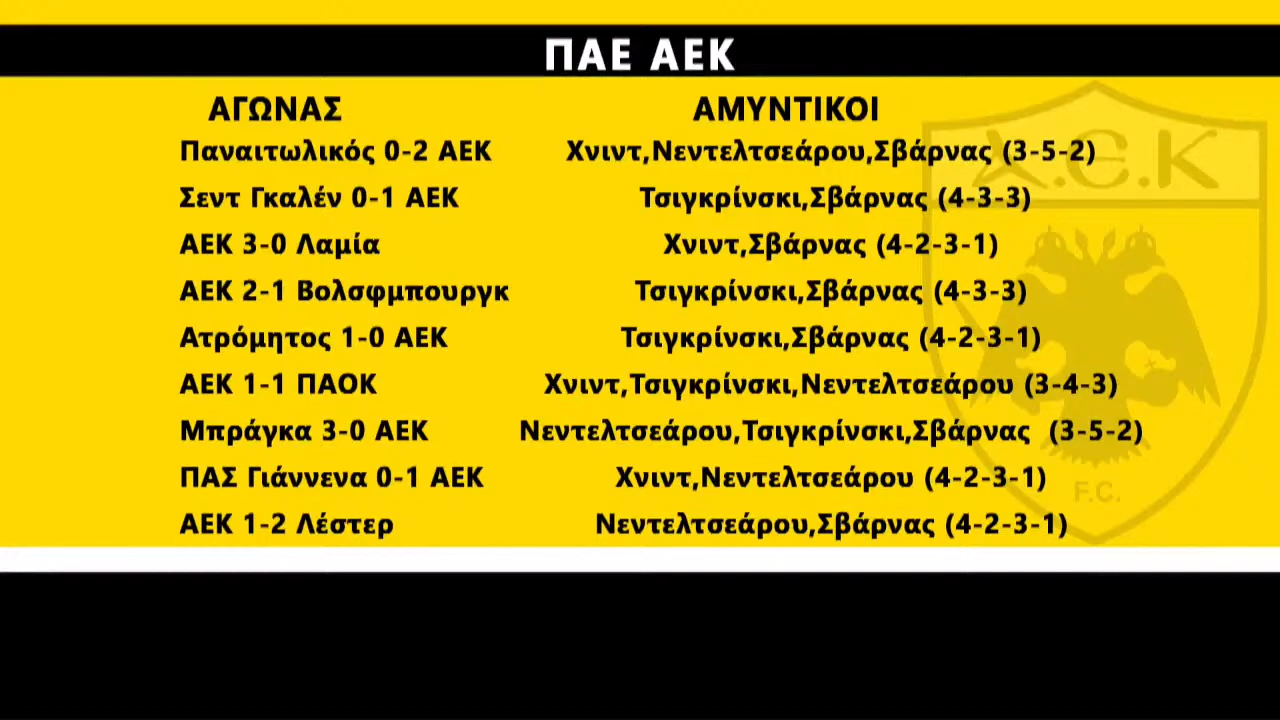 ΠΑΕ ΑΕΚ
ΑΓΩΝΑΣ ΑΜΥΝΤΙΚΟΙ
Παναιτωλικός 0-2 ΑΕΚ Χνιντ,Νεντελτσεάρου,Σβάρνας (3-5-2)
Σεντ Γκαλέν 0-1 ΑΕΚ Τσιγκρίνσκι,Σβάρνας (4-3-3)
ΑΕΚ 3-0 Λαμία Χνιντ,Σβάρνας (4-2-3-1)
ΑΕΚ 2-1 Βολσφμπουργκ Τσιγκρίνσκι,Σβάρνας (4-3-3)
Ατρόμητος 1-0 ΑΕΚ Τσιγκρίνσκι,Σβάρνας (4-2-3-1)
ΑΕΚ 1-1 ΠΑΟΚ Χνιντ,Τσιγκρίνσκι,Νεντελτσεάρου (3-4-3)
Μπράγκα 3-0 ΑΕΚ Νεντελτσεάρου,Τσιγκρίνσκι,Σβάρνας (3-5-2)
ΠΑΣ Γιάννενα 0-1 ΑΕΚ Χνιντ,Νεντελτσεάρου (4-2-3-1)
ΑΕΚ 1-2 Λέστερ Νεντελτσεάρου,Σβάρνας (4-2-3-1)
Α.Ε.Κ
F.C.